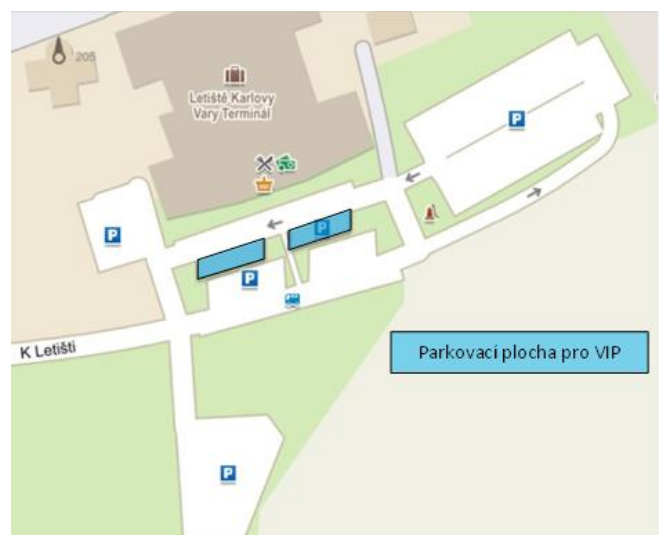 205
Letiště Karlovy
Vary Terminál
P
P
P
P
Parkovací plocha pro VIP
K Letišti
P